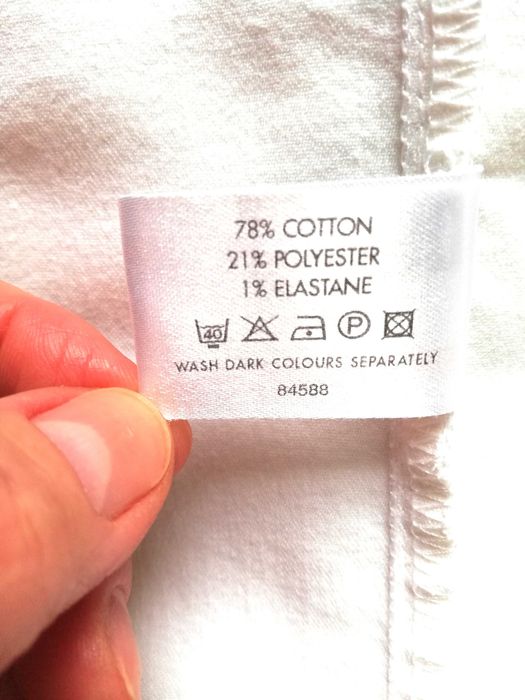 78% COTTON
21% POLYESTER
1% ELASTANE
40 P
WASH DARK COLOURS SEPARATELY
84588